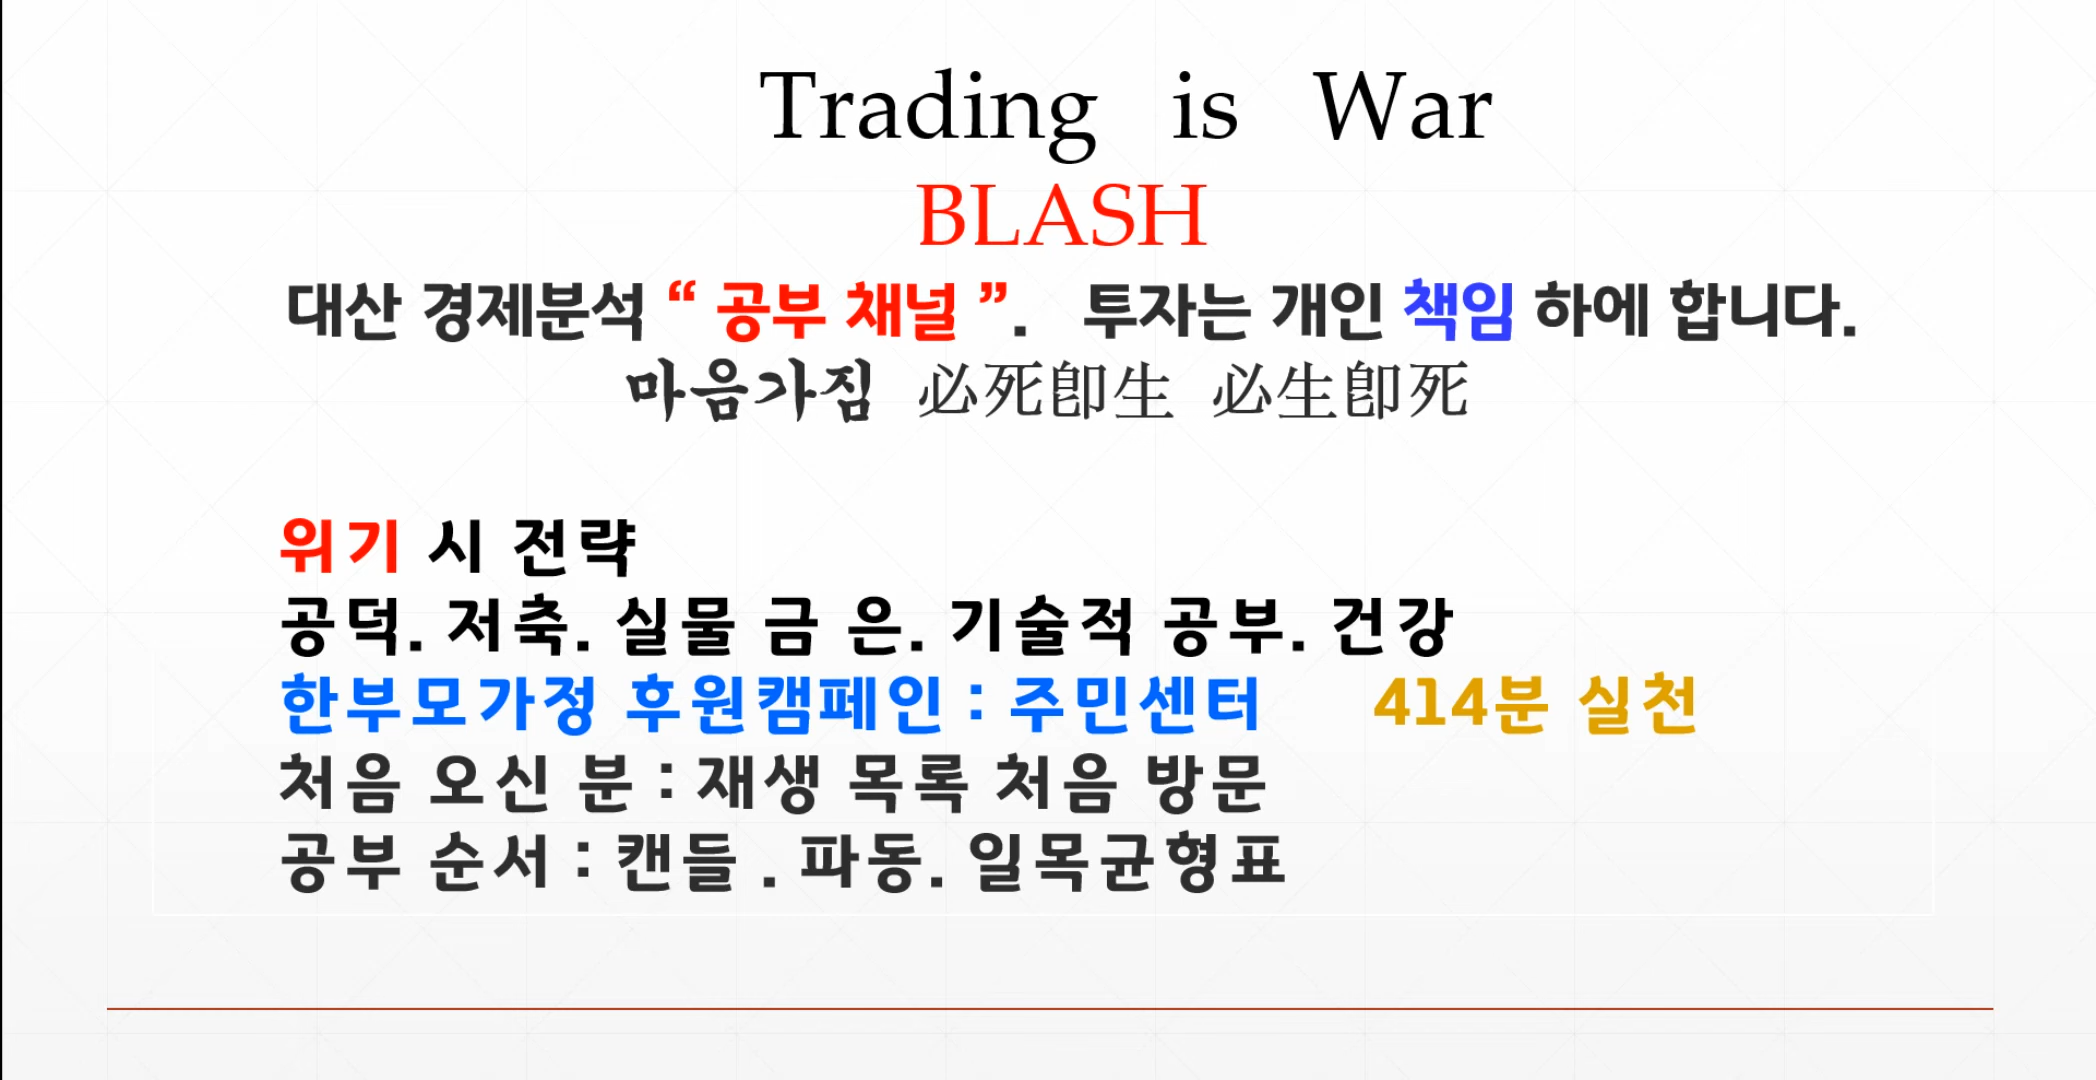 Trading is War
BLASH
대산 경제분석 “ 공부 채널 ”. 투자는 개인 책임 하에 합니다.
마음가짐 必死卽生 必生卽死
위기 시 전략
공덕. 저축. 실물 금 은. 기술적 공부. 건강
한부모가정 후원캠페인 : 주민센터 414분 실천
처음 오신 분 : 재생 목록 처음 방문
공부 순서 : 캔들 . 파동. 일목균형표